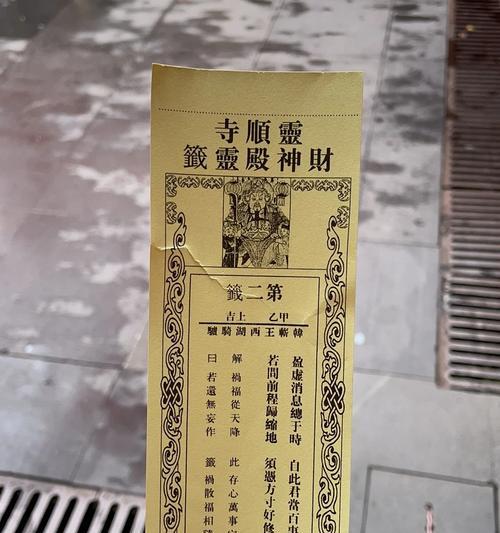 靈順寺
財神殿靈籤
第二籤
甲乙 上吉
韓蘄王西湖騎驢
盈虛消息總于時 自此君當百事
若問前程歸縮地 須憑方寸好修
解 禍福從天降 此 存心萬事
曰 若還無妄作 籤 禍散福相